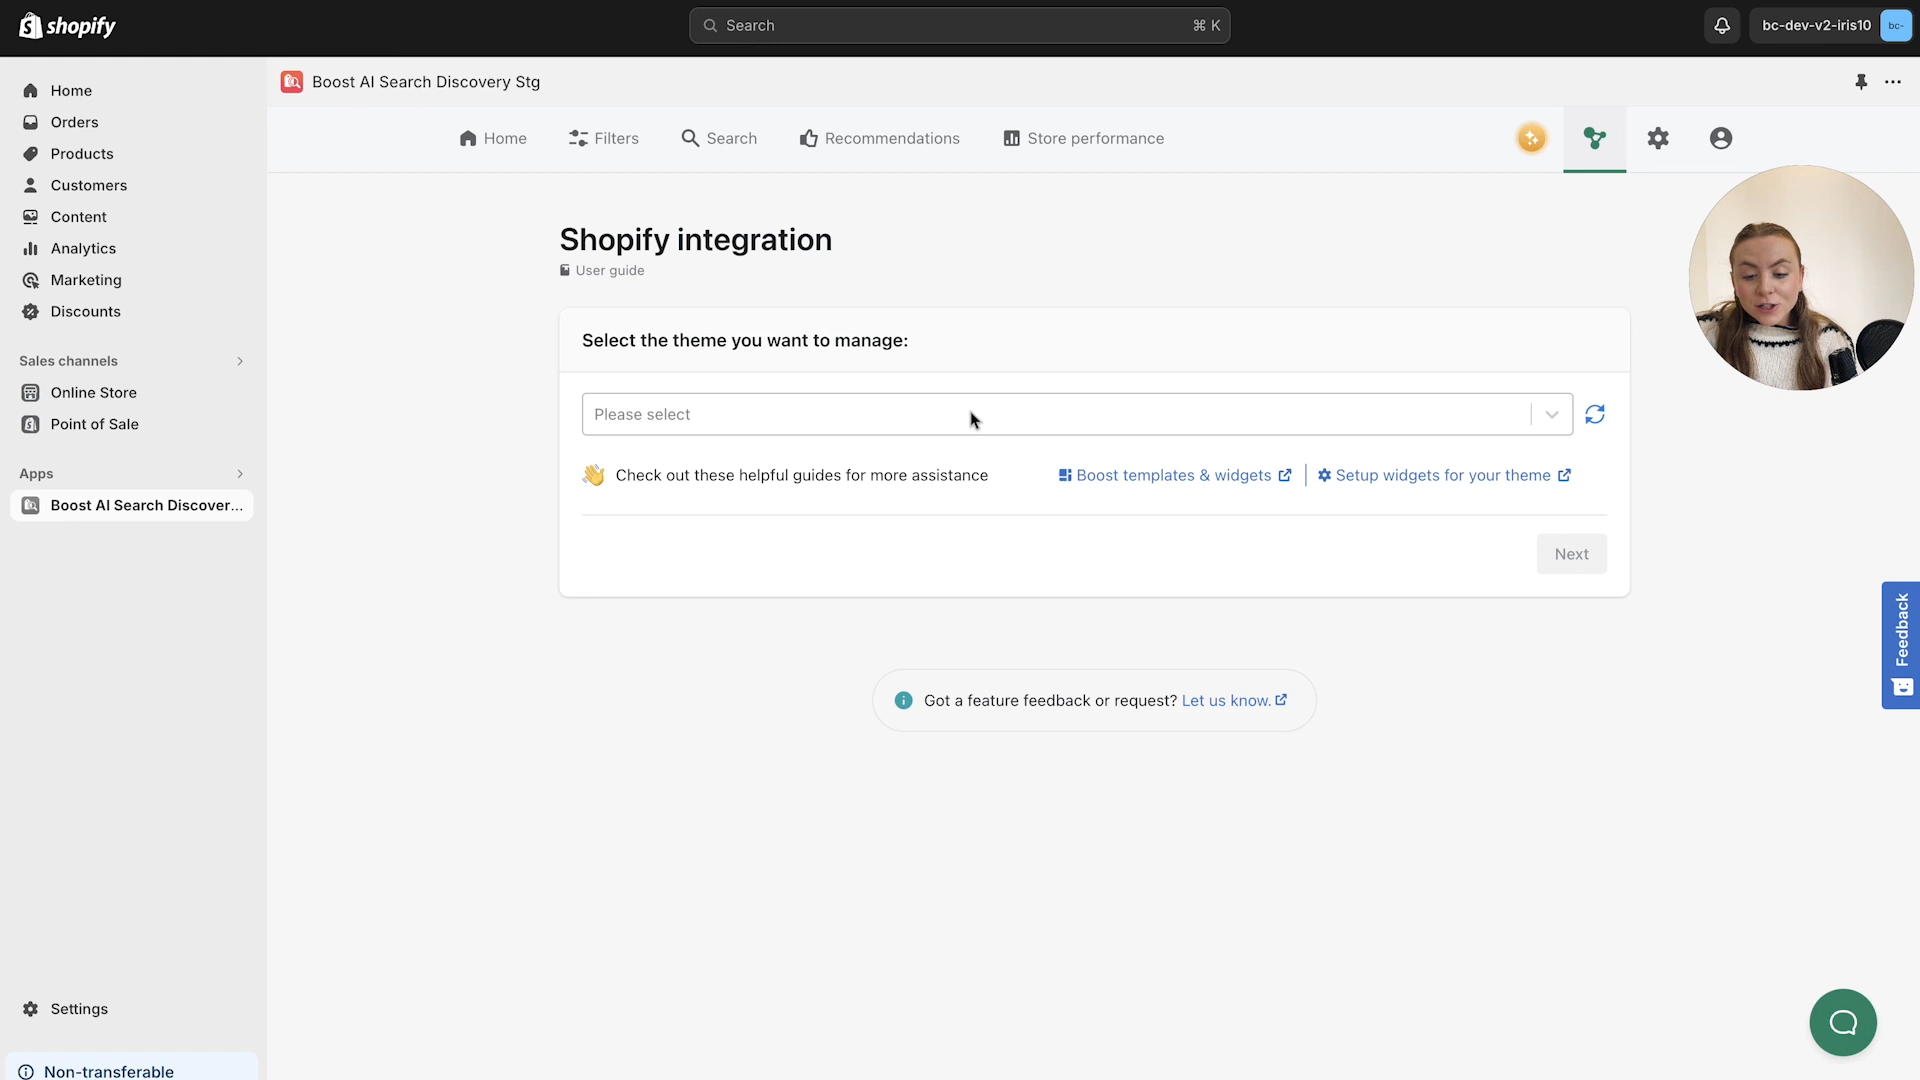 shopify
Search
⌘ K
bc-dev-v2-iris10
bc-
Home
Orders
Products
Customers
Content
Analytics
Marketing
Discounts
Sales channels
Online Store
Point of Sale
Apps
Boost AI Search Discover...
Settings
Non-transferable
Boost AI Search Discovery Stg
Home
Filters
Search
Recommendations
Store performance
Shopify integration
User guide
Select the theme you want to manage:
Please select
Check out these helpful guides for more assistance
Boost templates & widgets
Setup widgets for your theme
Next
Got a feature feedback or request? Let us know.
Feedback